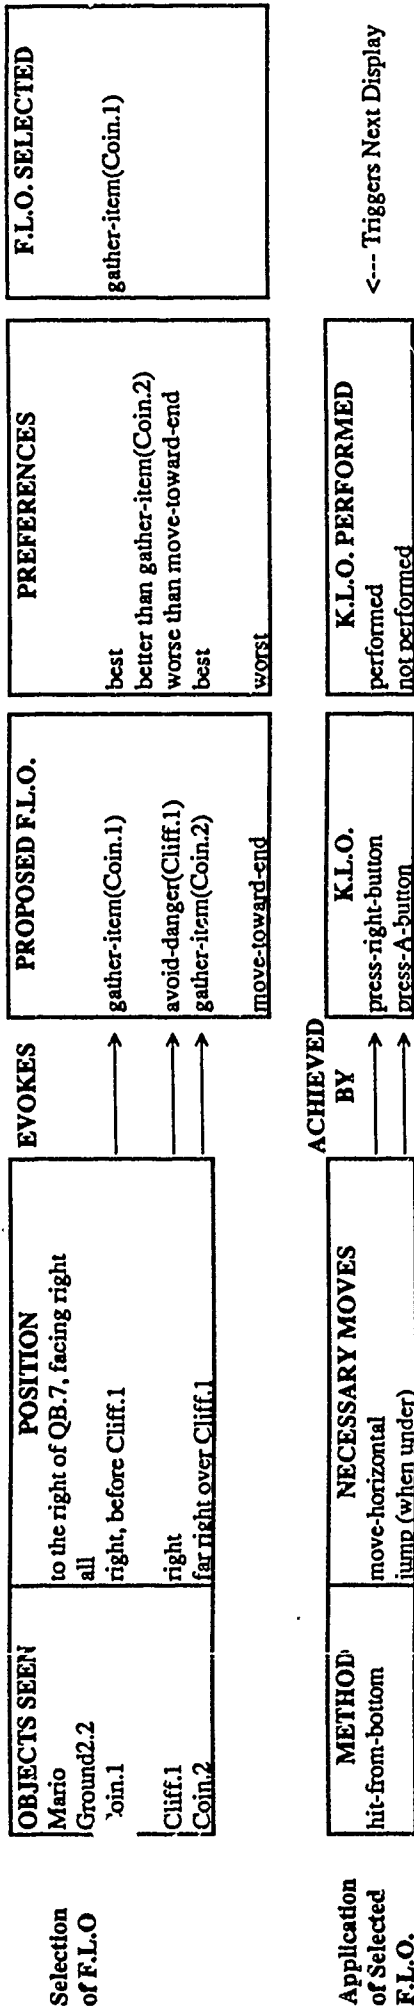 Selection
of F.L.O
OBJECTS SEEN
Mario
Ground2.2
oin.1
Cliff.1
Coin.2
POSITION
to the right of QB.7, facing right
all
right, before Cliff.1
right
far right over Cliff.1
EVOKES
PROPOSED F.L.O.
gather-item(Coin.1)
avoid-danger(Cliff.1)
gather-item(Coin.2)
move-toward-end
PREFERENCES
best
better than gather-item(Coin.2)
worse than move-toward-end
best
worst
F.L.O. SELECTED
gather-item(Coin.1)
Application
of Selected
F.L.O.
METHOD
hit-from-bottom
NECESSARY MOVES
move-horizontal
jump (when under)
ACHIEVED
BY
K.L.O.
press-right-button
press-A-button
K.L.O. PERFORMED
performed
not performed
<--- Triggers Next Display